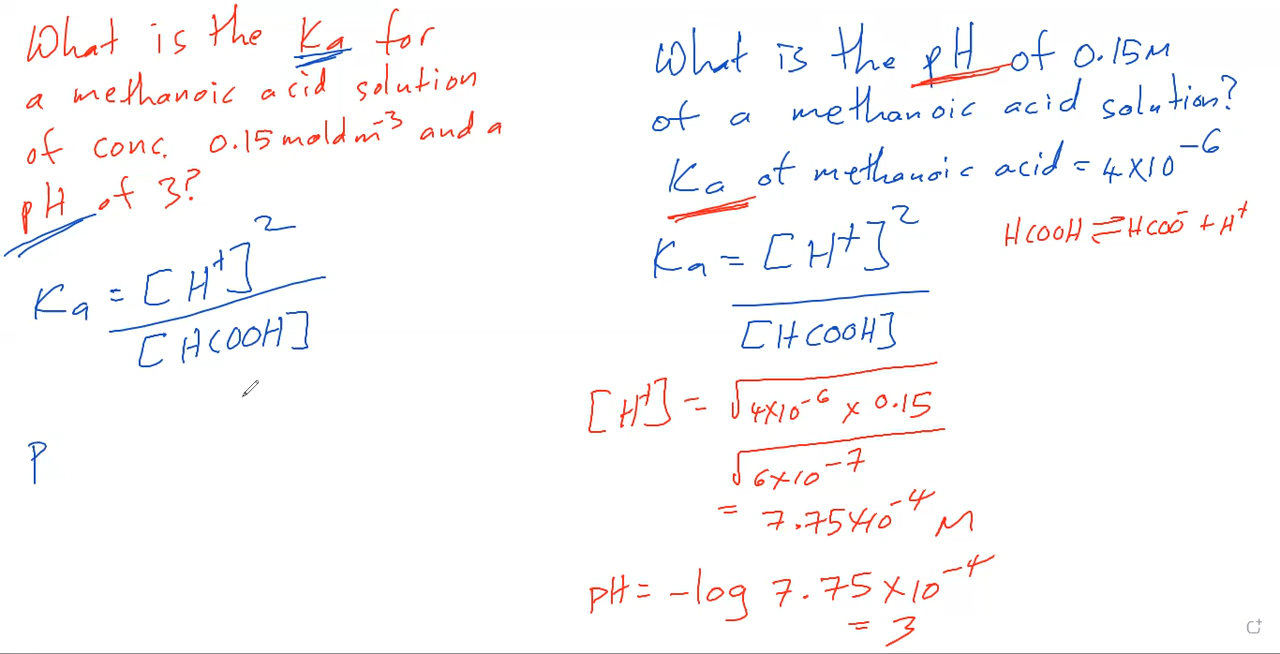 What is the Ka for
a methanoic acid solution
of conc. 0.15 moldm⁻³ and a
pH of 3?
Ka = [H⁺]²
[HCOOH]
P
What is the pH of 0.15M
of a methanoic acid solution?
Ka of methanoic acid = 4×10⁻⁶
HCOOH ⇌ HCOO⁻ + H⁺
Ka = [H⁺]²
[HCOOH]
[H⁺] = √4×10⁻⁶ × 0.15
√6×10⁻⁷
= 7.75×10⁻⁴ M
pH = -log 7.75×10⁻⁴
= 3